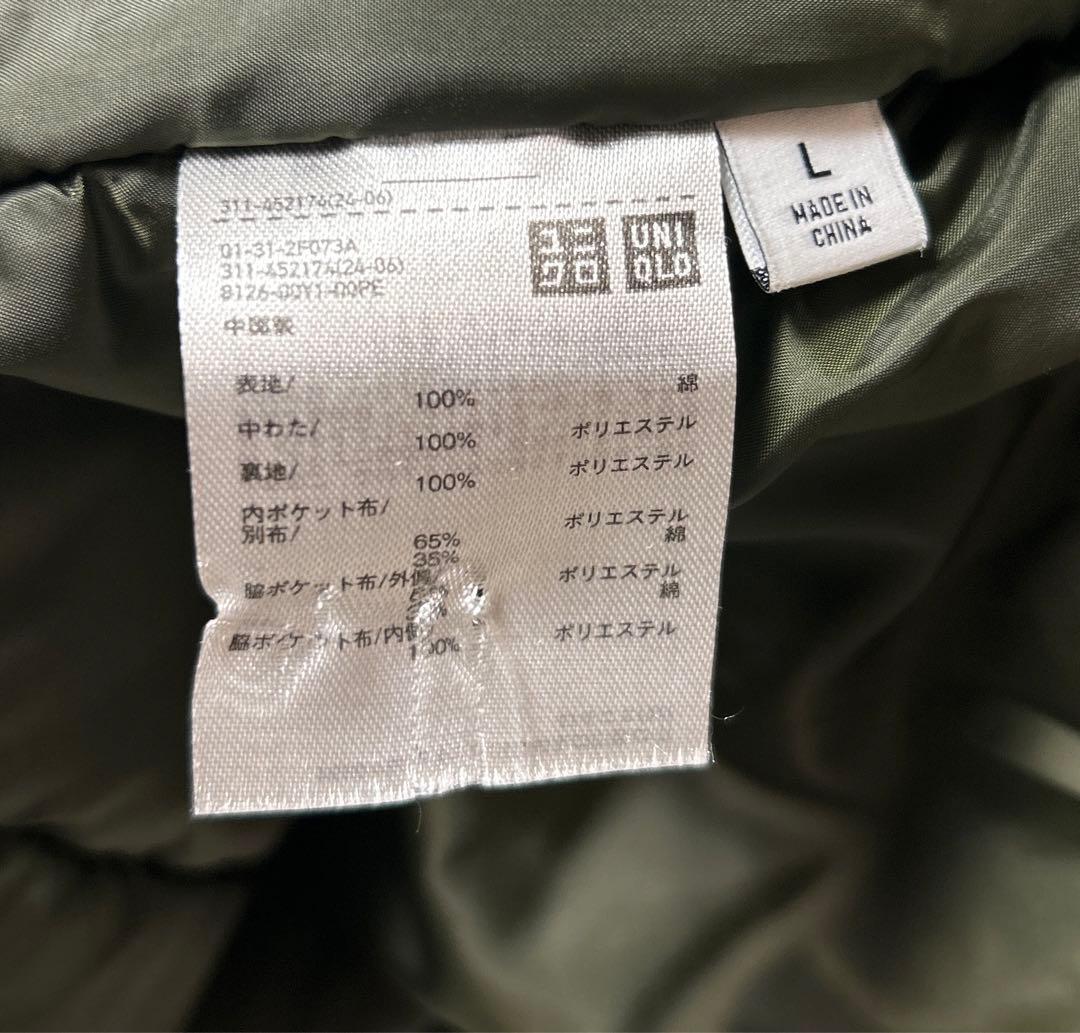 311-452174(24-06)
01-31-2F073A
311-452174(24-06)
8126-00Y1-00PE
ユニクロ
UNIQLO
中国製
表地/ 100% 綿
中わた/ 100% ポリエステル
裏地/ 100% ポリエステル
内ポケット布/
別布/ 65% ポリエステル
35% 綿
脇ポケット布/外側/ ポリエステル
綿
脇ポケット布/内側/ 100% ポリエステル
L
MADE IN
CHINA